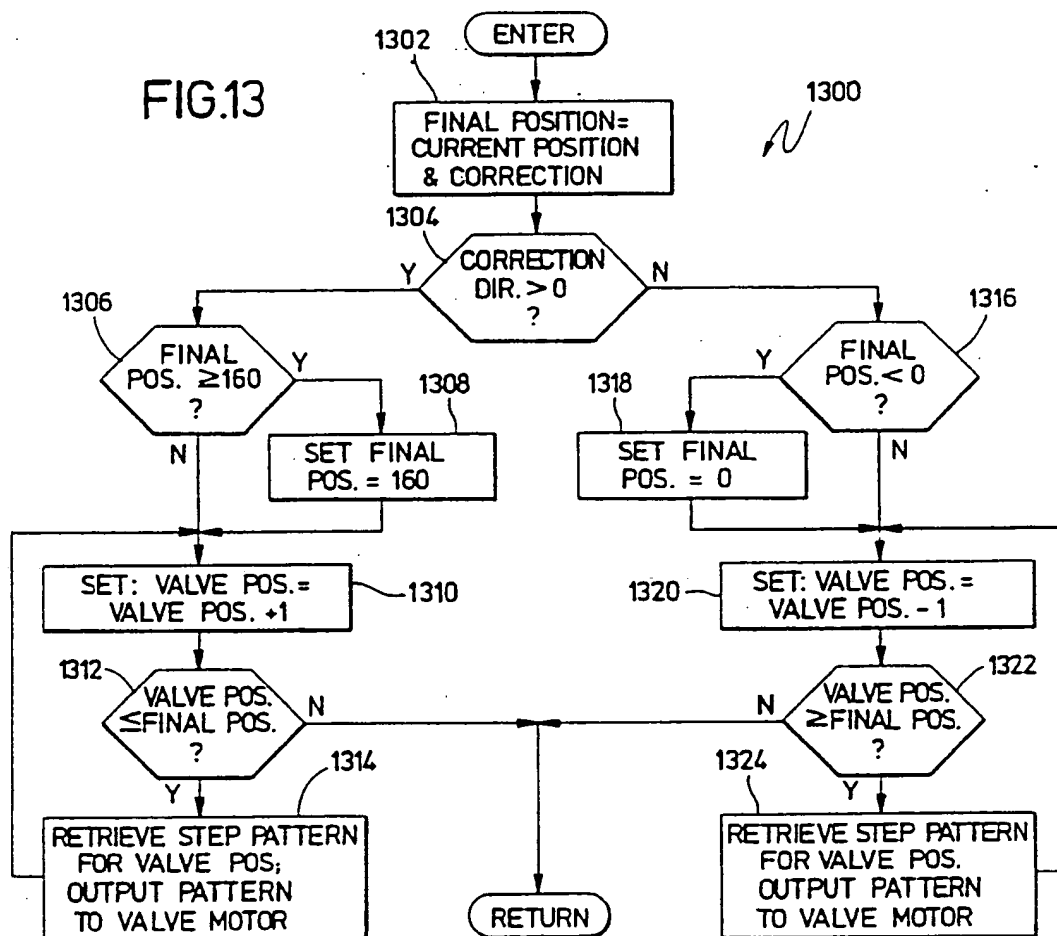 ENTER
1302
FIG.13
1300
FINAL POSITION=
CURRENT POSITION
& CORRECTION
1304
CORRECTION
DIR. > 0
?
Y
N
1306
FINAL
POS. ≥160
?
Y
N
1308
SET FINAL
POS. = 160
1316
FINAL
POS.< 0
?
Y
N
1318
SET FINAL
POS. = 0
SET: VALVE POS.=
VALVE POS. +1
1310
1320
SET: VALVE POS.=
VALVE POS. - 1
1312
VALVE POS.
≤FINAL POS.
?
N
Y
1322
VALVE POS.
≥FINAL POS.
?
N
Y
1314
RETRIEVE STEP PATTERN
FOR VALVE POS;
OUTPUT PATTERN
TO VALVE MOTOR
1324
RETRIEVE STEP PATTERN
FOR VALVE POS.
OUTPUT PATTERN
TO VALVE MOTOR
RETURN